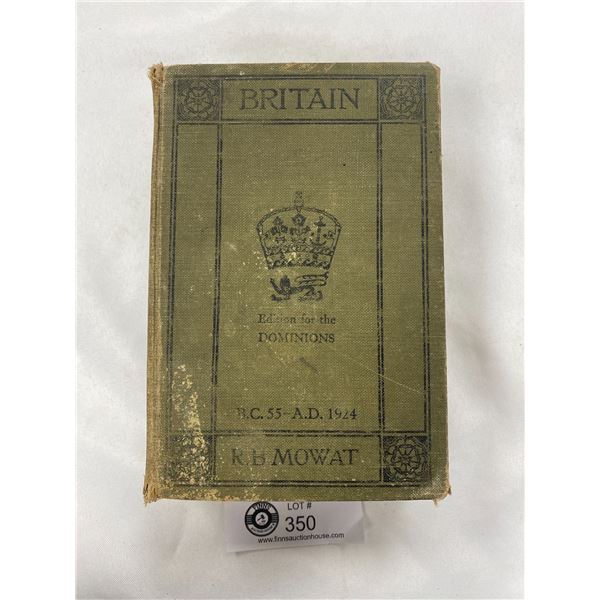 BRITAIN
Edition for the
DOMINIONS
B.C. 55–A.D. 1924
R.B MOWAT
LOT #
350
www.finnsauctionhouse.com